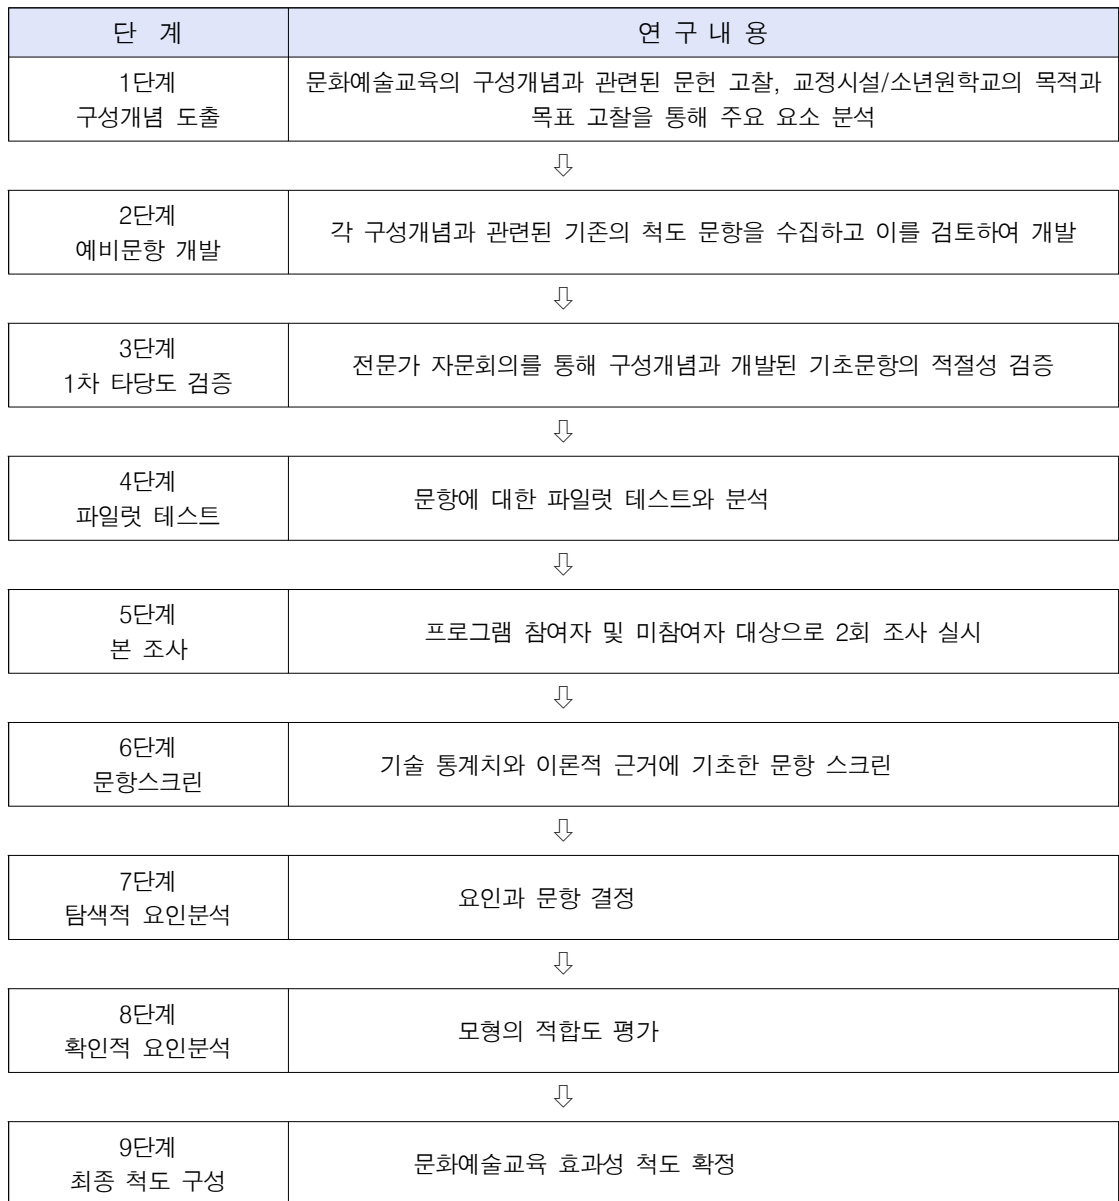 단 계
연 구 내 용
1단계
구성개념 도출
문화예술교육의 구성개념과 관련된 문헌 고찰, 교정시설/소년원학교의 목적과
목표 고찰을 통해 주요 요소 분석
⇩
2단계
예비문항 개발
각 구성개념과 관련된 기존의 척도 문항을 수집하고 이를 검토하여 개발
⇩
3단계
1차 타당도 검증
전문가 자문회의를 통해 구성개념과 개발된 기초문항의 적절성 검증
⇩
4단계
파일럿 테스트
문항에 대한 파일럿 테스트와 분석
⇩
5단계
본 조사
프로그램 참여자 및 미참여자 대상으로 2회 조사 실시
⇩
6단계
문항스크린
기술 통계치와 이론적 근거에 기초한 문항 스크린
⇩
7단계
탐색적 요인분석
요인과 문항 결정
⇩
8단계
확인적 요인분석
모형의 적합도 평가
⇩
9단계
최종 척도 구성
문화예술교육 효과성 척도 확정